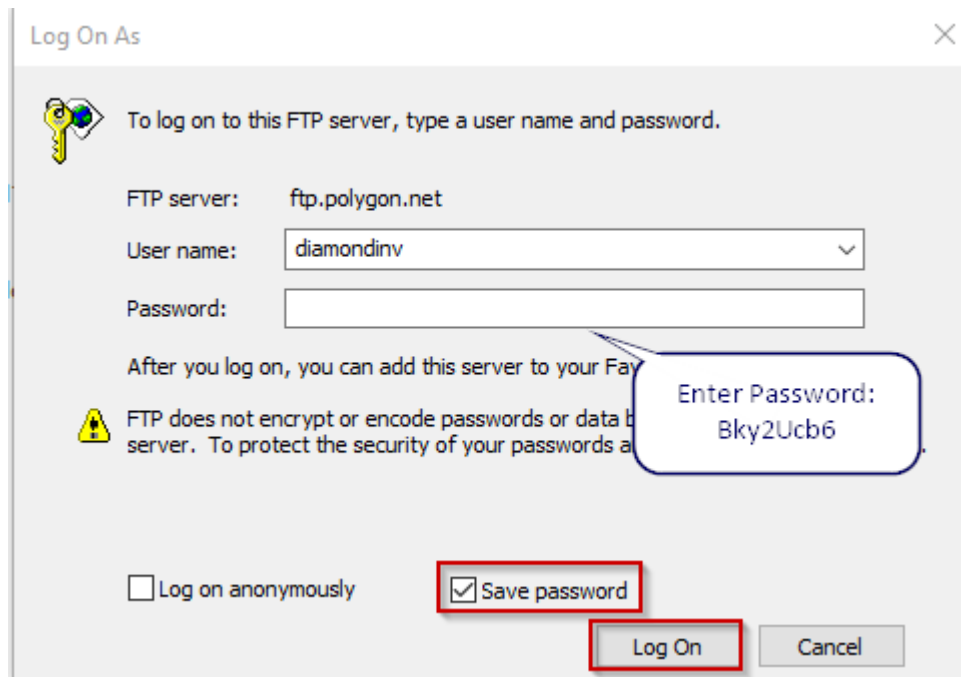 Log On As
To log on to this FTP server, type a user name and password.
FTP server: ftp.polygon.net
User name: diamondinv
Password:
After you log on, you can add this server to your
Enter Password:
Bky2Ucb6
FTP does not encrypt or encode passwords or data
server. To protect the security of your passwords
Log on anonymously
Save password
Log On
Cancel